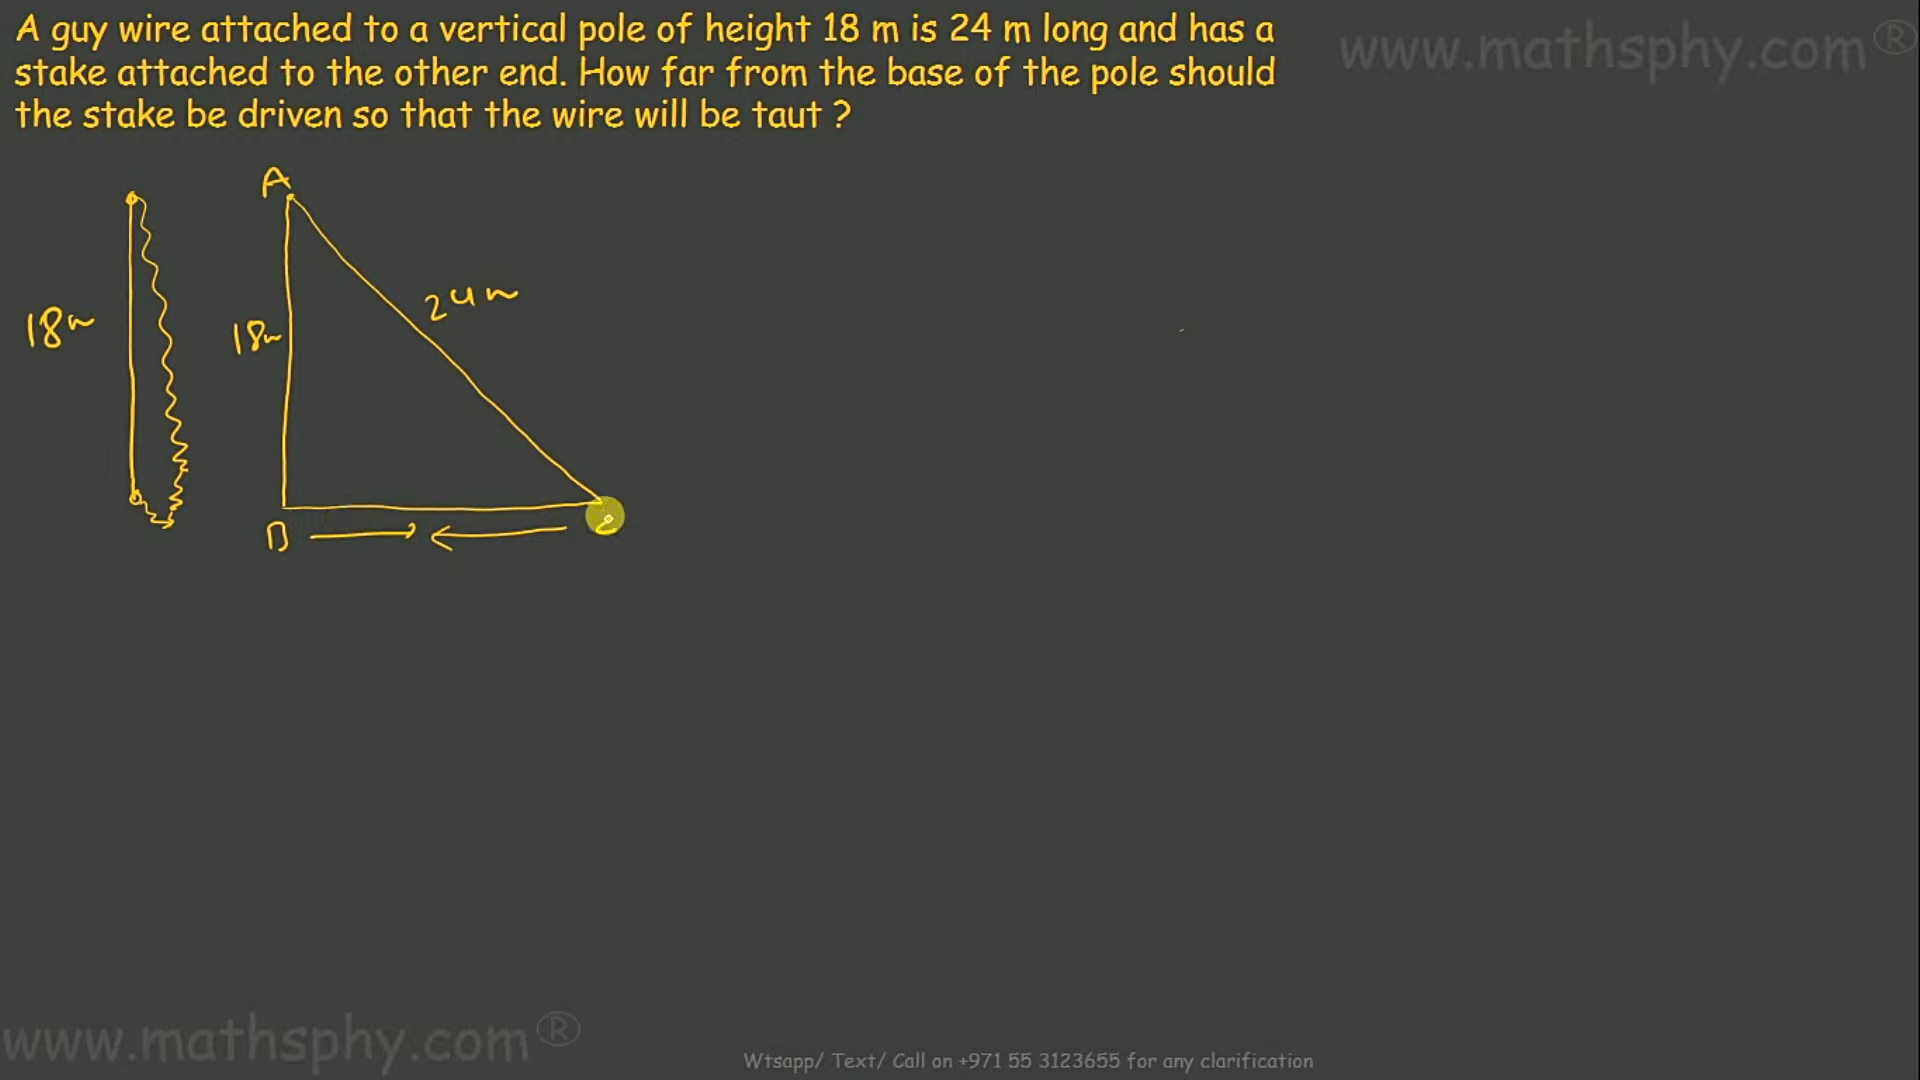 A guy wire attached to a vertical pole of height 18 m is 24 m long and has a
stake attached to the other end. How far from the base of the pole should
the stake be driven so that the wire will be taut ?
www.mathsphy.com®
A
24m
18m
18m
B
www.mathsphy.com®
Wtsapp/ Text/ Call on +971 55 3123655 for any clarification